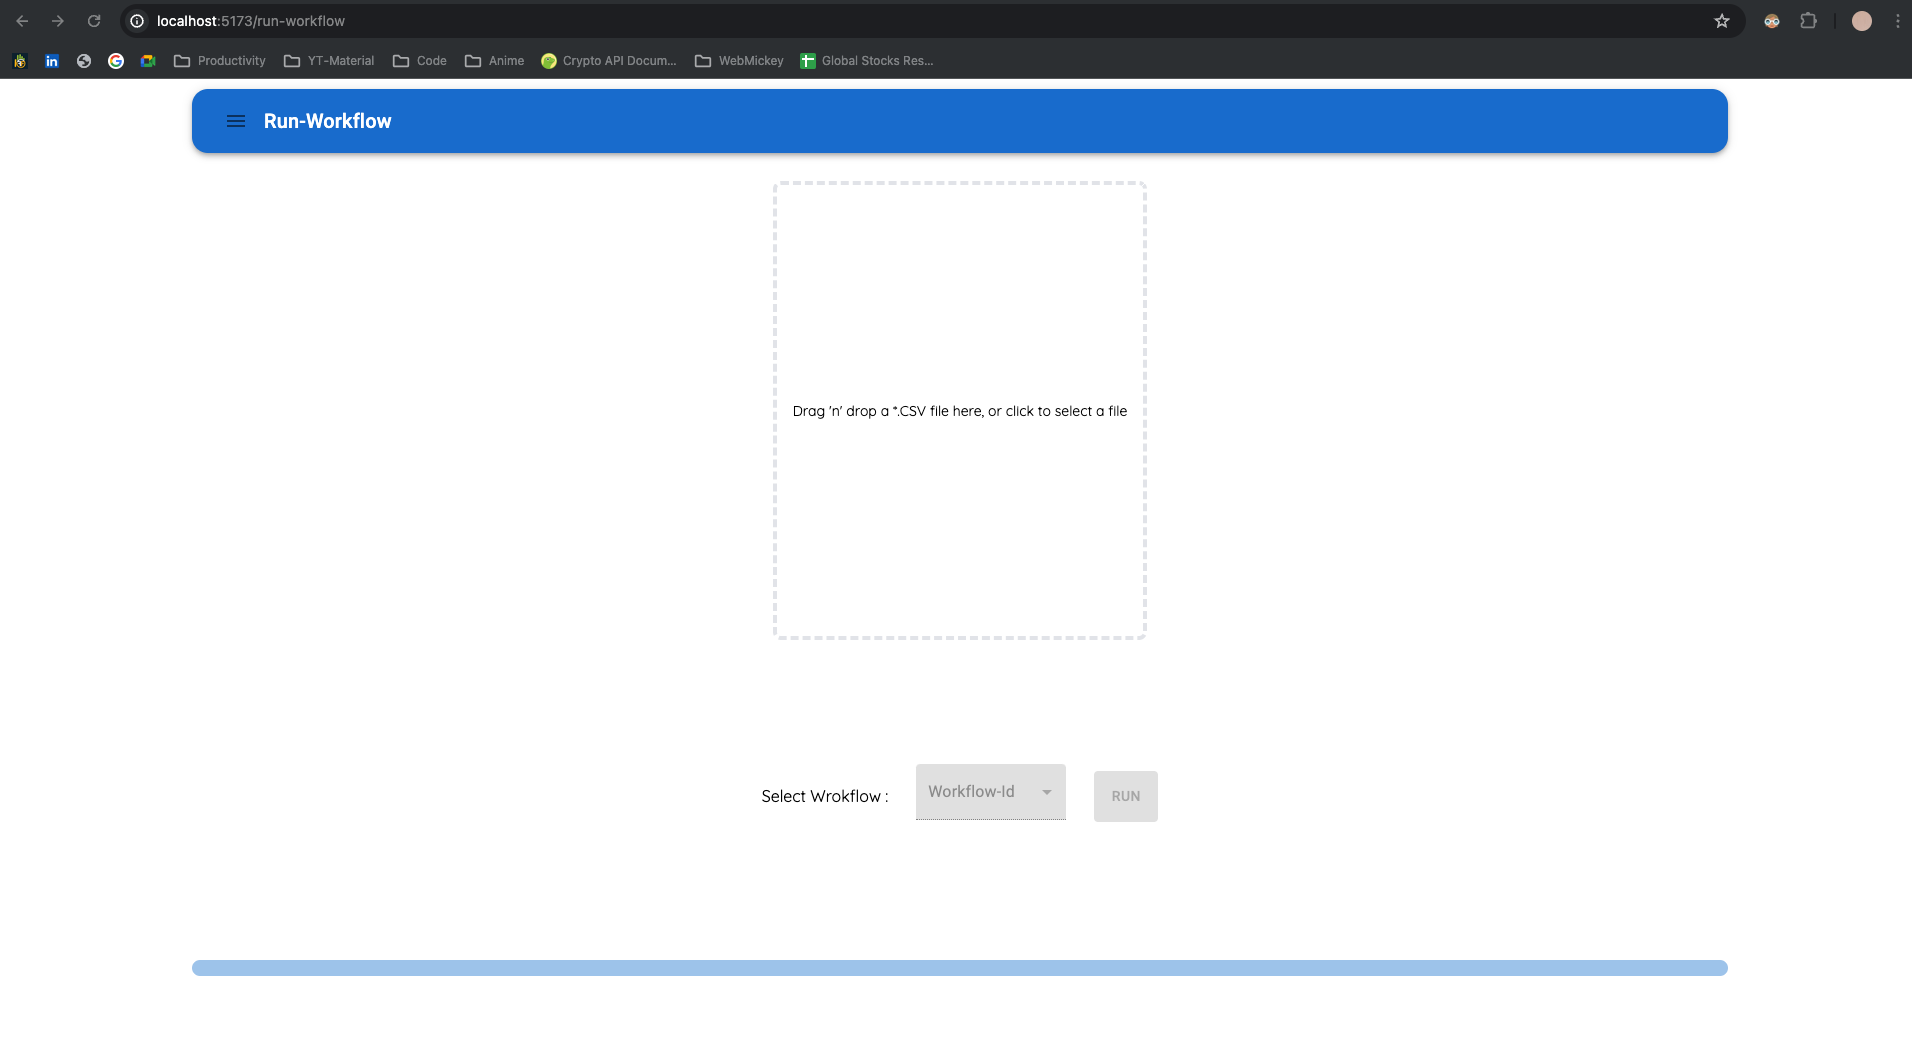 localhost:5173/run-workflow
in Productivity YT-Material Code Anime Crypto API Docum... WebMickey Global Stocks Res...
Run-Workflow
Drag 'n' drop a *.CSV file here, or click to select a file
Select Wrokflow : Workflow-Id RUN